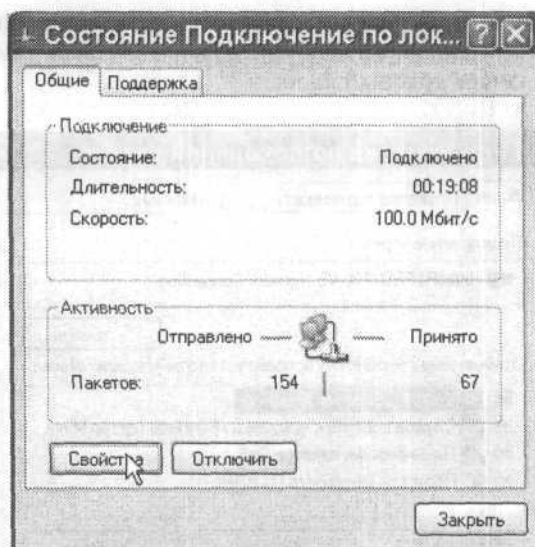 Состояние Подключение по лок...
Общие Поддержка
Подключение
Состояние: Подключено
Длительность: 00:19:08
Скорость: 100.0 Мбит/с
Активность
Отправлено Принято
Пакетов: 154 67
Свойства Отключить
Закрыть